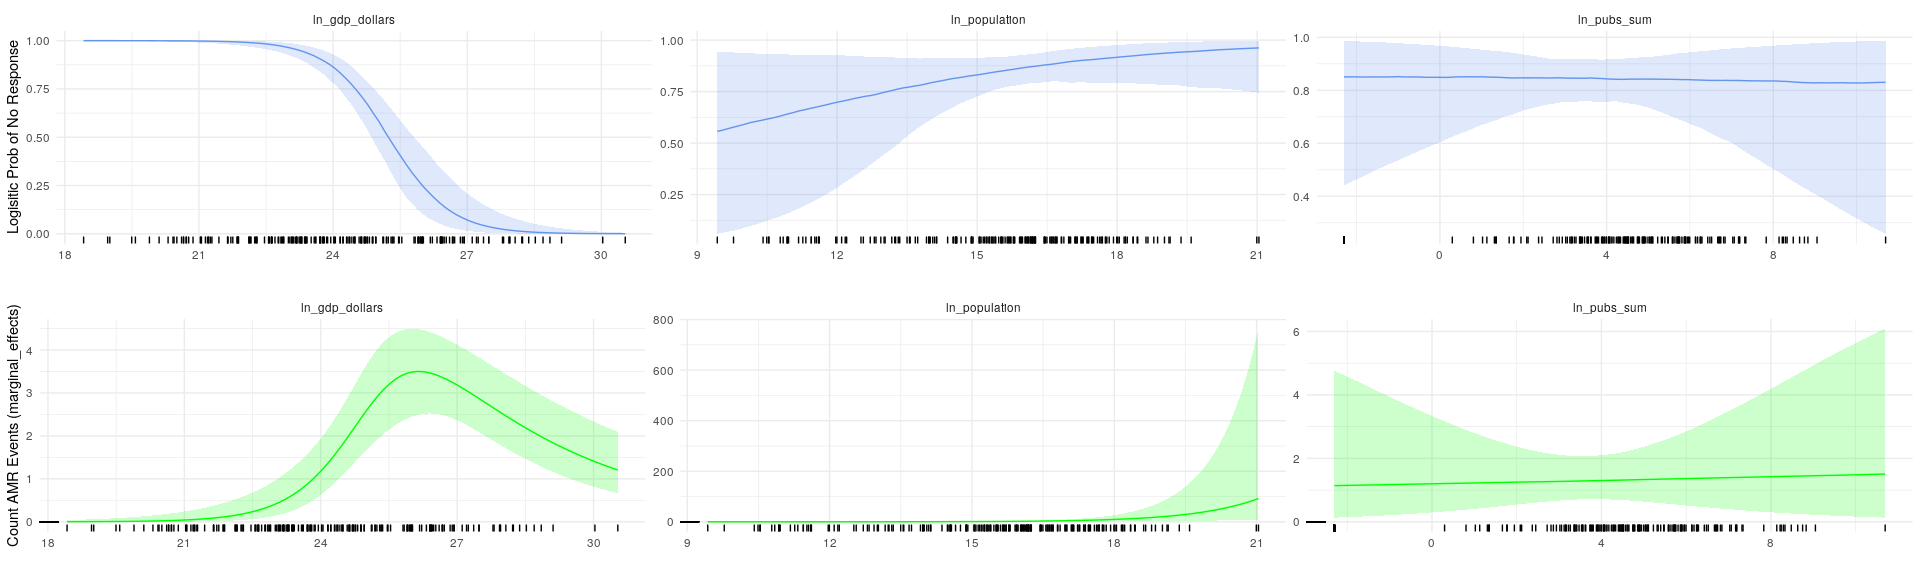 ln_gdp_dollars ln_population ln_pubs_sum
Logisitic Prob of No Response
1.00 0.75 0.50 0.25 0.00
18 21 24 27 30
1.00 0.75 0.50 0.25
9 12 15 18 21
1.0 0.8 0.6 0.4
0 4 8
ln_gdp_dollars ln_population ln_pubs_sum
Count AMR Events (marginal_effects)
4 3 2 1 0
18 21 24 27 30
800 600 400 200 0
9 12 15 18 21
6 4 2 0
0 4 8